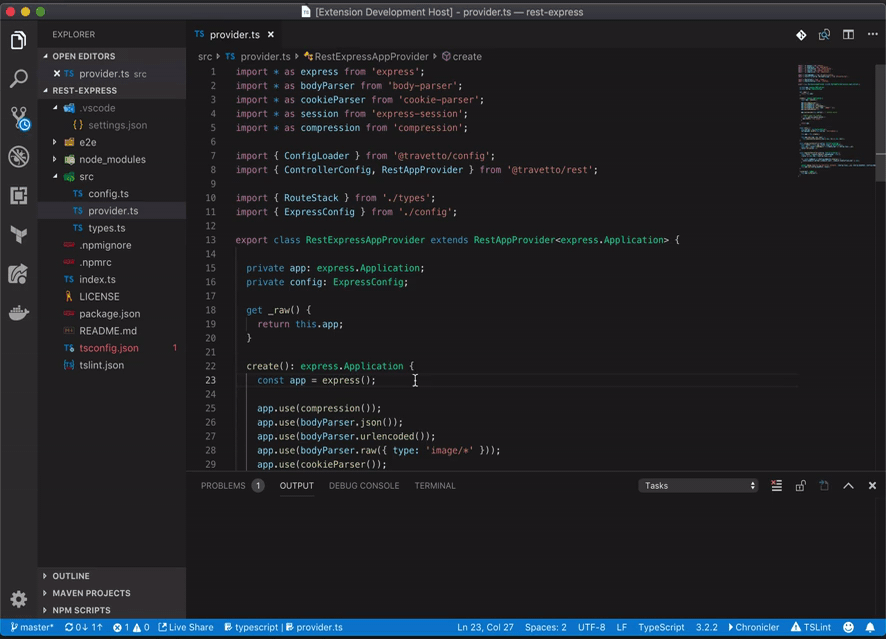 [Extension Development Host] - provider.ts — rest-express
EXPLORER
OPEN EDITORS
TS provider.ts src
REST-EXPRESS
.vscode
{ } settings.json
e2e
node_modules
src
TS config.ts
TS provider.ts
TS types.ts
.npmignore
.npmrc
TS index.ts
LICENSE
package.json
README.md
tsconfig.json 1
tslint.json
OUTLINE
MAVEN PROJECTS
NPM SCRIPTS
TS provider.ts
src TS provider.ts RestExpressAppProvider create
1 import * as express from 'express';
2 import * as bodyParser from 'body-parser';
3 import * as cookieParser from 'cookie-parser';
4 import * as session from 'express-session';
5 import * as compression from 'compression';
6
7 import { ConfigLoader } from '@travetto/config';
8 import { ControllerConfig, RestAppProvider } from '@travetto/rest';
9
10 import { RouteStack } from './types';
11 import { ExpressConfig } from './config';
12
13 export class RestExpressAppProvider extends RestAppProvider<express.Application> {
14
15 private app: express.Application;
16 private config: ExpressConfig;
17
18 get _raw() {
19 return this.app;
20 }
21
22 create(): express.Application {
23 const app = express();
24
25 app.use(compression());
26 app.use(bodyParser.json());
27 app.use(bodyParser.urlencoded());
28 app.use(bodyParser.raw({ type: 'image/*' }));
29 app.use(cookieParser());
PROBLEMS 1 OUTPUT DEBUG CONSOLE TERMINAL Tasks
master* 0↓ 1↑ 1 0 Live Share typescript | provider.ts Ln 23, Col 27 Spaces: 2 UTF-8 LF TypeScript 3.2.2 Chronicler TSLint